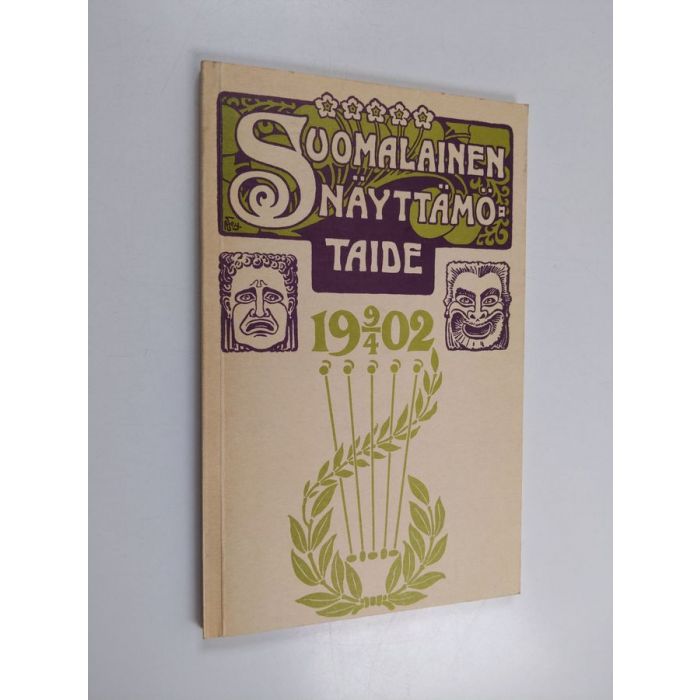 SUOMALAINEN
NÄYTTÄMÖ=
TAIDE
19 9/4 02